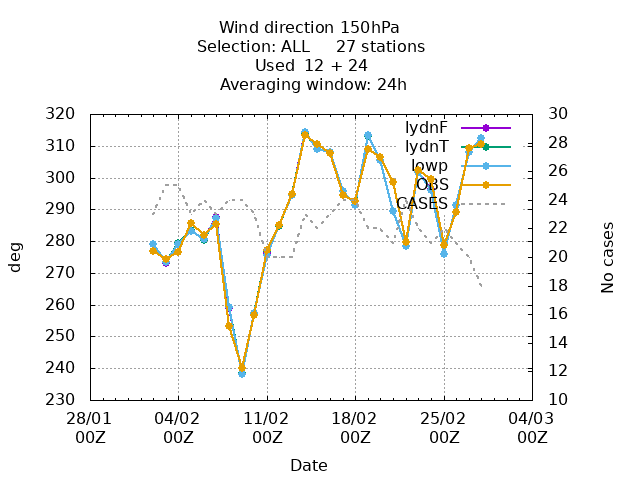 Wind direction 150hPa
Selection: ALL     27 stations
Used  12 + 24
Averaging window: 24h
320
310
300
290
280
270
260
250
240
230
30
28
26
24
22
20
18
16
14
12
10
deg
No cases
lydnF
lydnT
lowp
OBS
CASES
28/01 04/02 11/02 18/02 25/02 04/03
00Z 00Z 00Z 00Z 00Z 00Z
Date